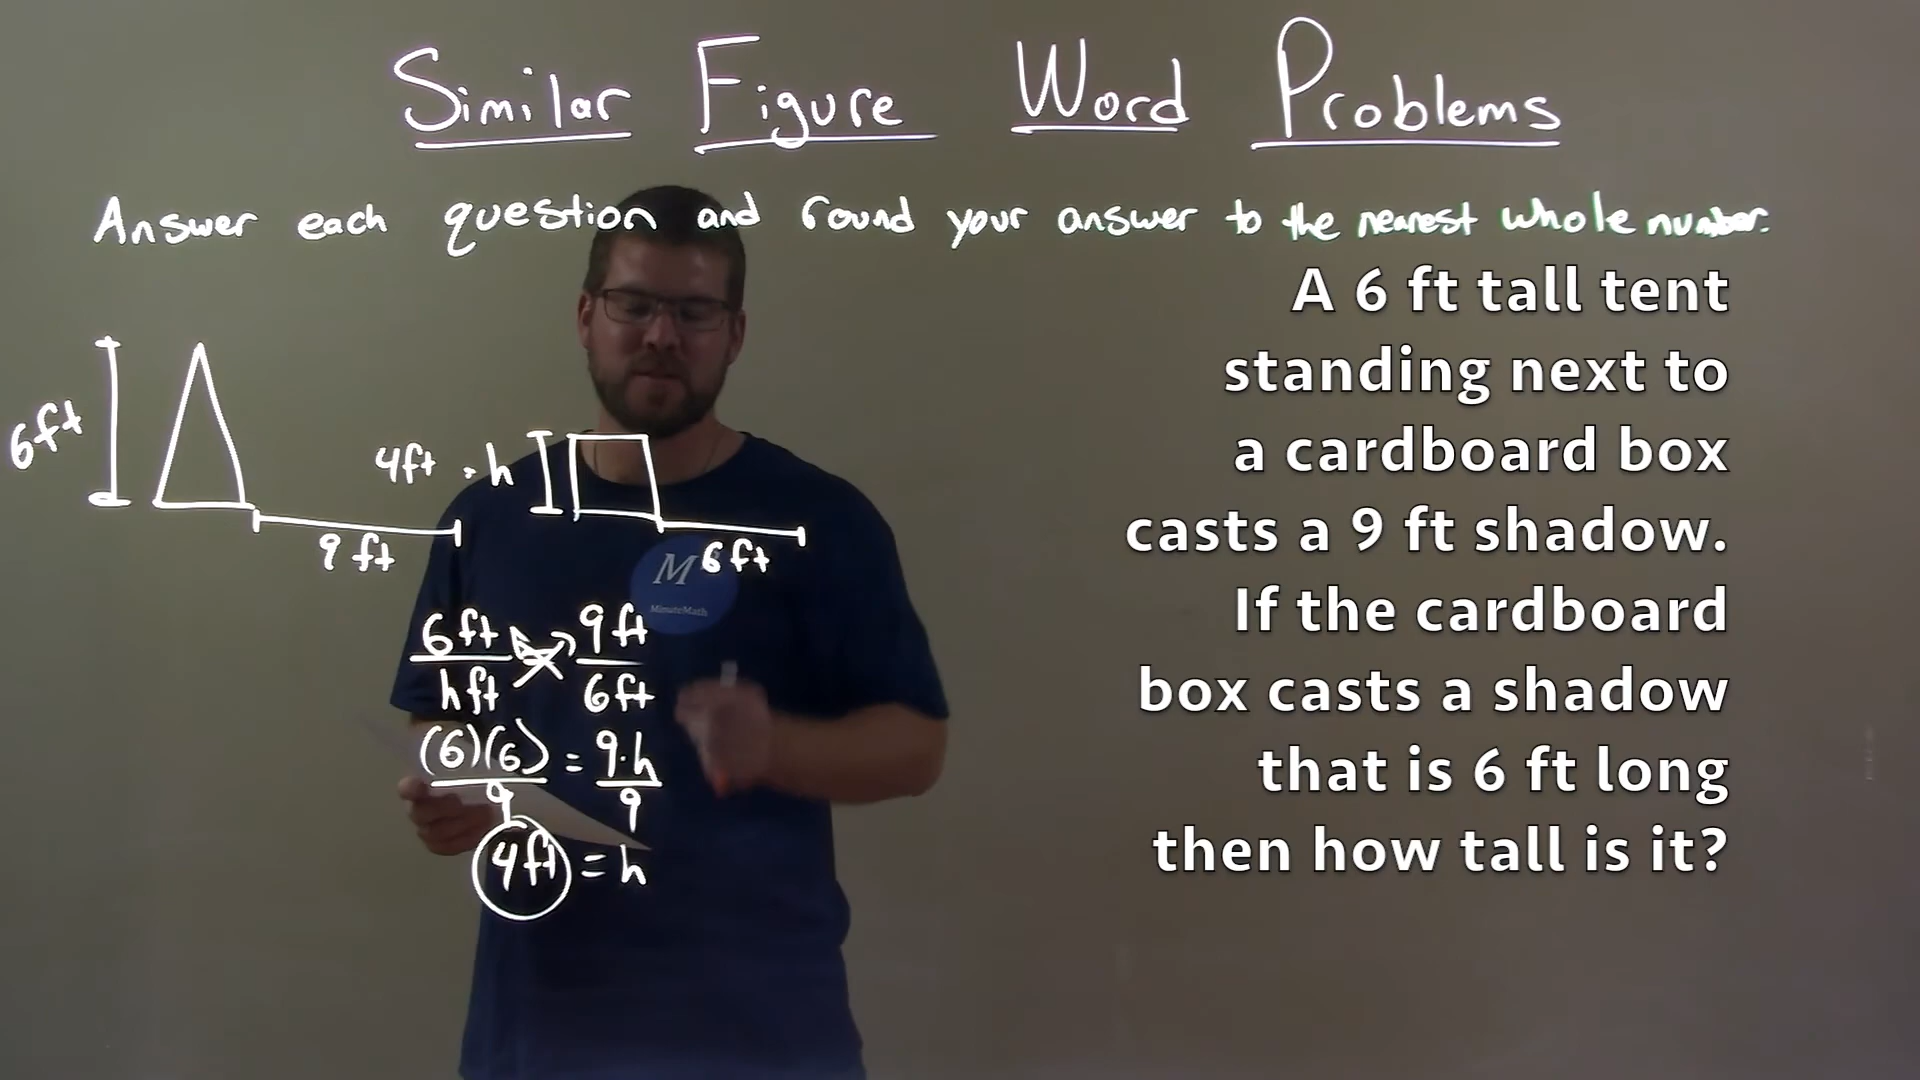 Similar Figure Word Problems
Answer each question and round your answer to the nearest whole number.
A 6 ft tall tent
standing next to
a cardboard box
casts a 9 ft shadow.
If the cardboard
box casts a shadow
that is 6 ft long
then how tall is it?
6ft
9 ft
4ft = h
6ft
M
MinuteMath
6ft 9ft
hft 6ft
(6)(6) = 9·h
9 9
4ft = h